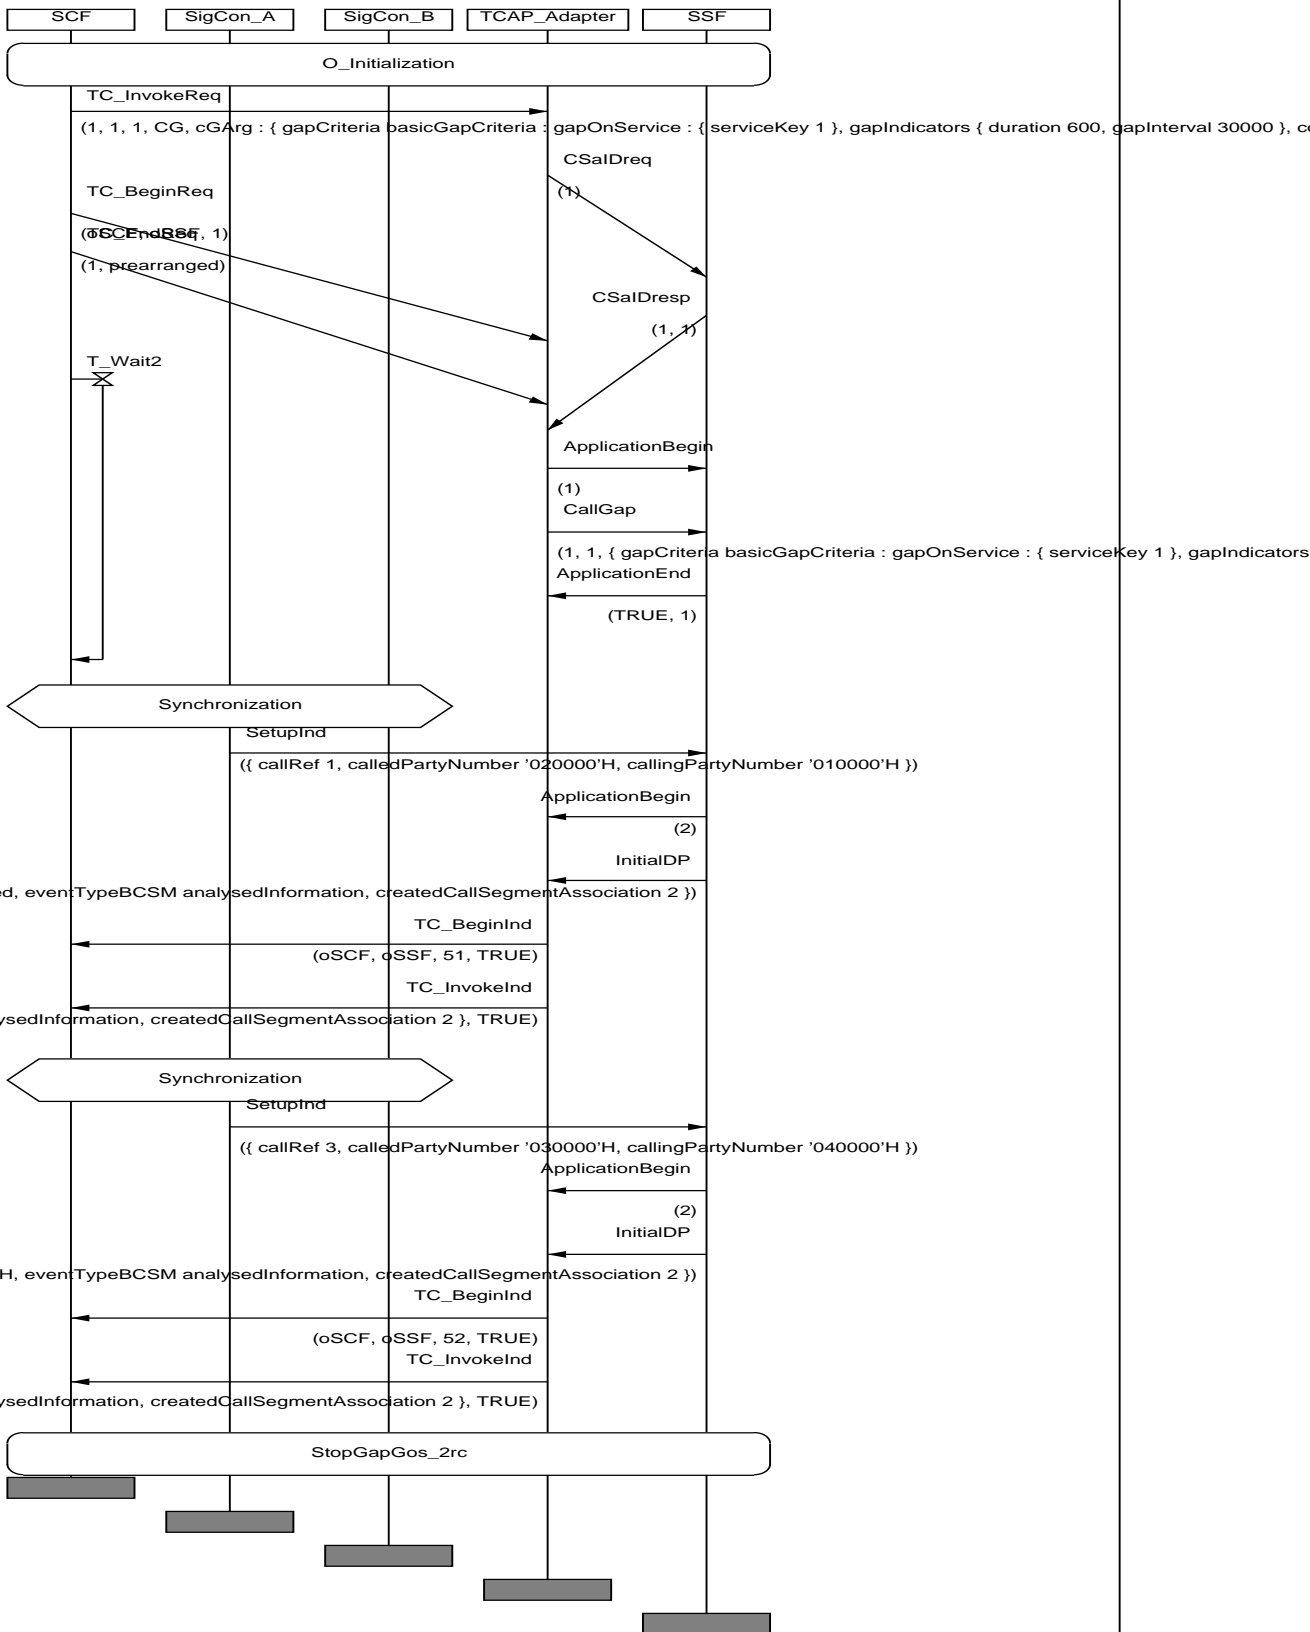 SCF SigCon_A SigCon_B TCAP_Adapter SSF
O_Initialization
TC_InvokeReq
(1, 1, 1, CG, cGArg : { gapCriteria basicGapCriteria : gapOnService : { serviceKey 1 }, gapIndicators { duration 600, gapInterval 30000 }, c
CSaIDreq
TC_BeginReq
(1)
TC_EndReq
(oSCF, oSSF, 1)
(1, prearranged)
CSaIDresp
(1, 1)
T_Wait2
ApplicationBegin
(1)
CallGap
(1, 1, { gapCriteria basicGapCriteria : gapOnService : { serviceKey 1 }, gapIndicators
ApplicationEnd
(TRUE, 1)
Synchronization
SetupInd
({ callRef 1, calledPartyNumber '020000'H, callingPartyNumber '010000'H })
ApplicationBegin
(2)
InitialDP
ed, eventTypeBCSM analysedInformation, createdCallSegmentAssociation 2 })
TC_BeginInd
(oSCF, oSSF, 51, TRUE)
TC_InvokeInd
ysedInformation, createdCallSegmentAssociation 2 }, TRUE)
Synchronization
SetupInd
({ callRef 3, calledPartyNumber '030000'H, callingPartyNumber '040000'H })
ApplicationBegin
(2)
InitialDP
H, eventTypeBCSM analysedInformation, createdCallSegmentAssociation 2 })
TC_BeginInd
(oSCF, oSSF, 52, TRUE)
TC_InvokeInd
ysedInformation, createdCallSegmentAssociation 2 }, TRUE)
StopGapGos_2rc